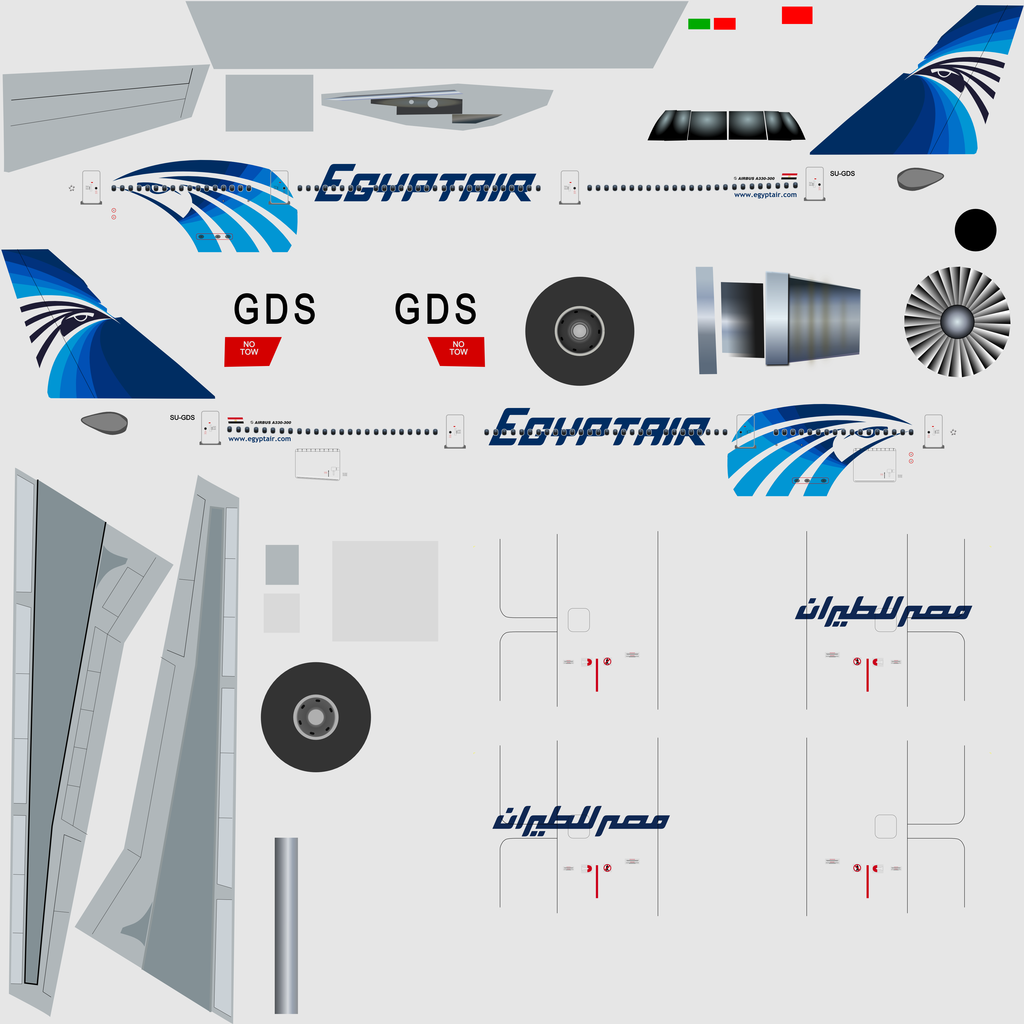 EGYPTAIR
AIRBUS A330-300
www.egyptair.com
SU-GDS
GDS
GDS
NO
TOW
NO
TOW
SU-GDS
AIRBUS A330-300
www.egyptair.com
EGYPTAIR
مصر للطيران
مصر للطيران